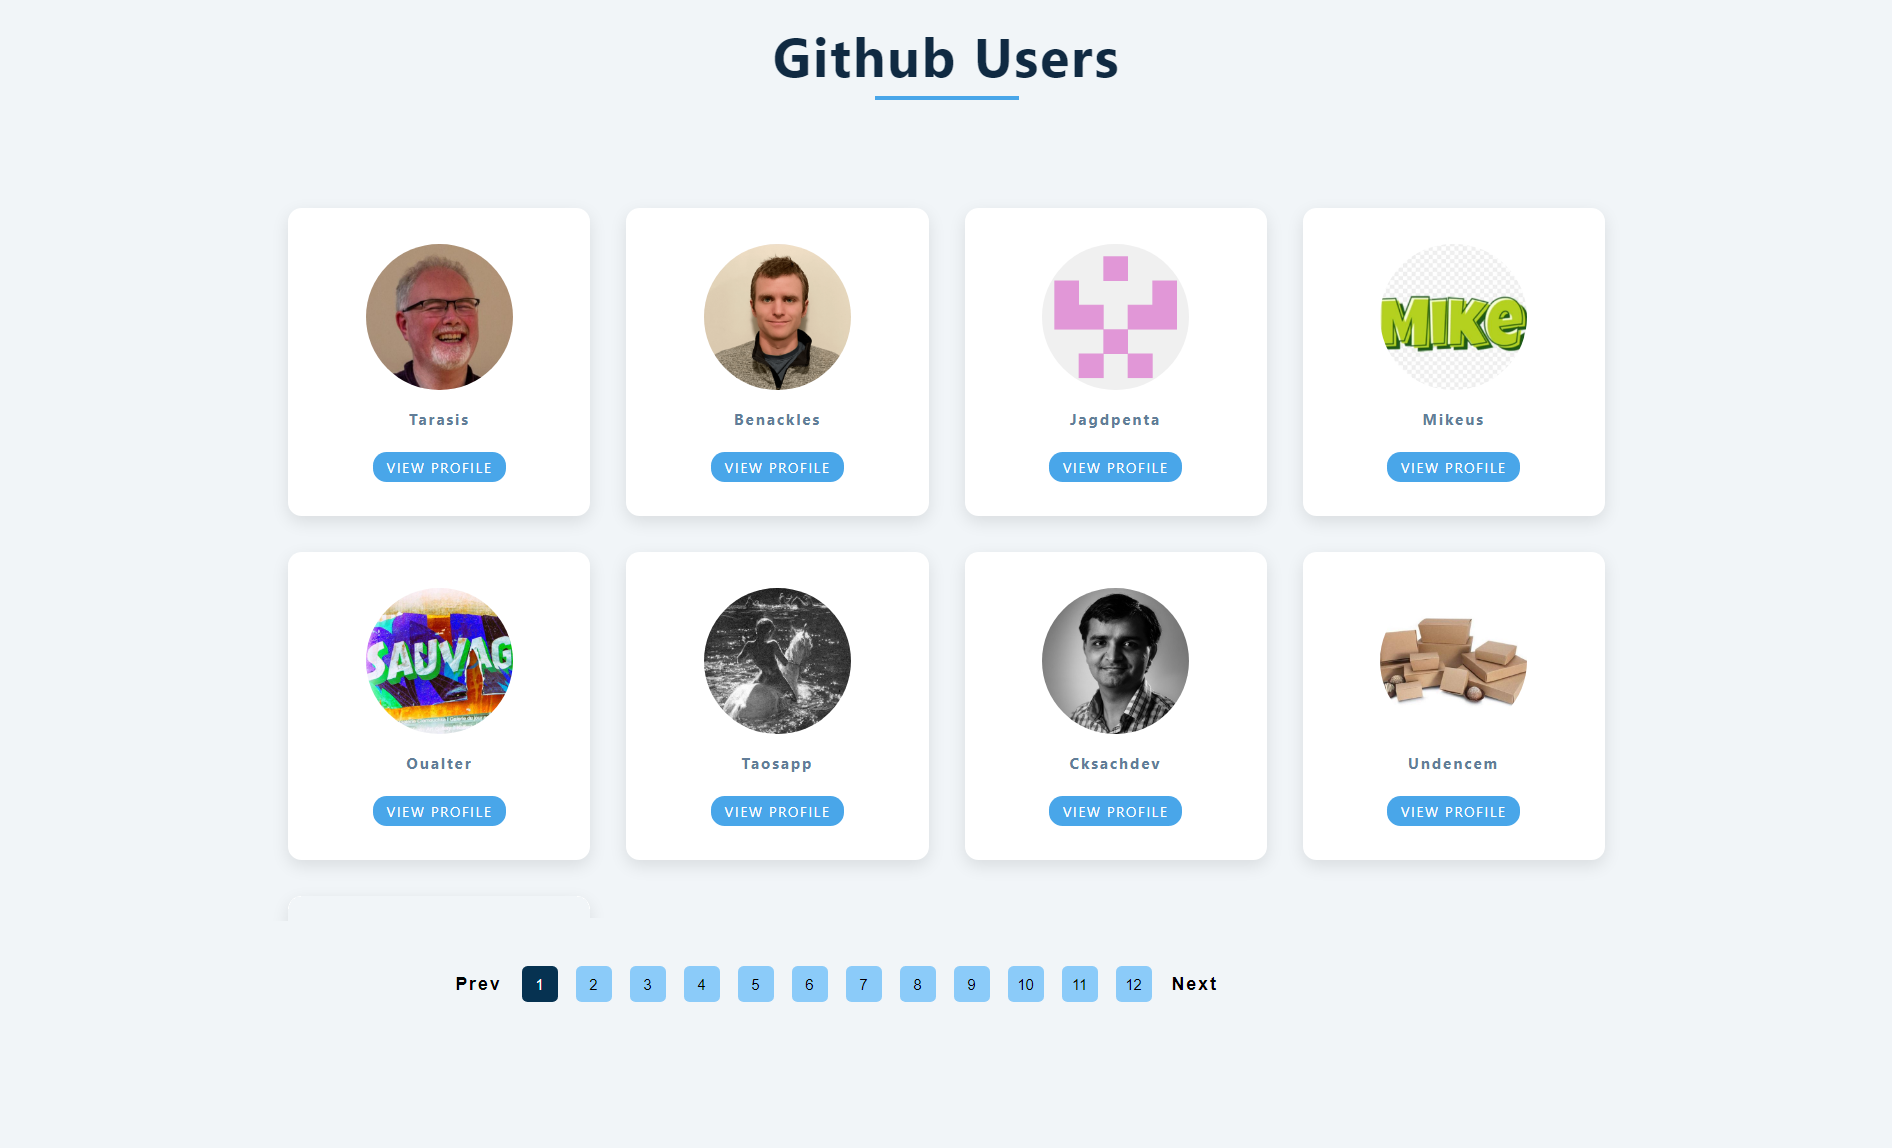 Github Users
MIKE
Tarasis
Benackles
Jagdpenta
Mikeus
VIEW PROFILE
VIEW PROFILE
VIEW PROFILE
VIEW PROFILE
SAUVAG
Oualter
Taosapp
Cksachdev
Undencem
VIEW PROFILE
VIEW PROFILE
VIEW PROFILE
VIEW PROFILE
Prev 1 2 3 4 5 6 7 8 9 10 11 12 Next